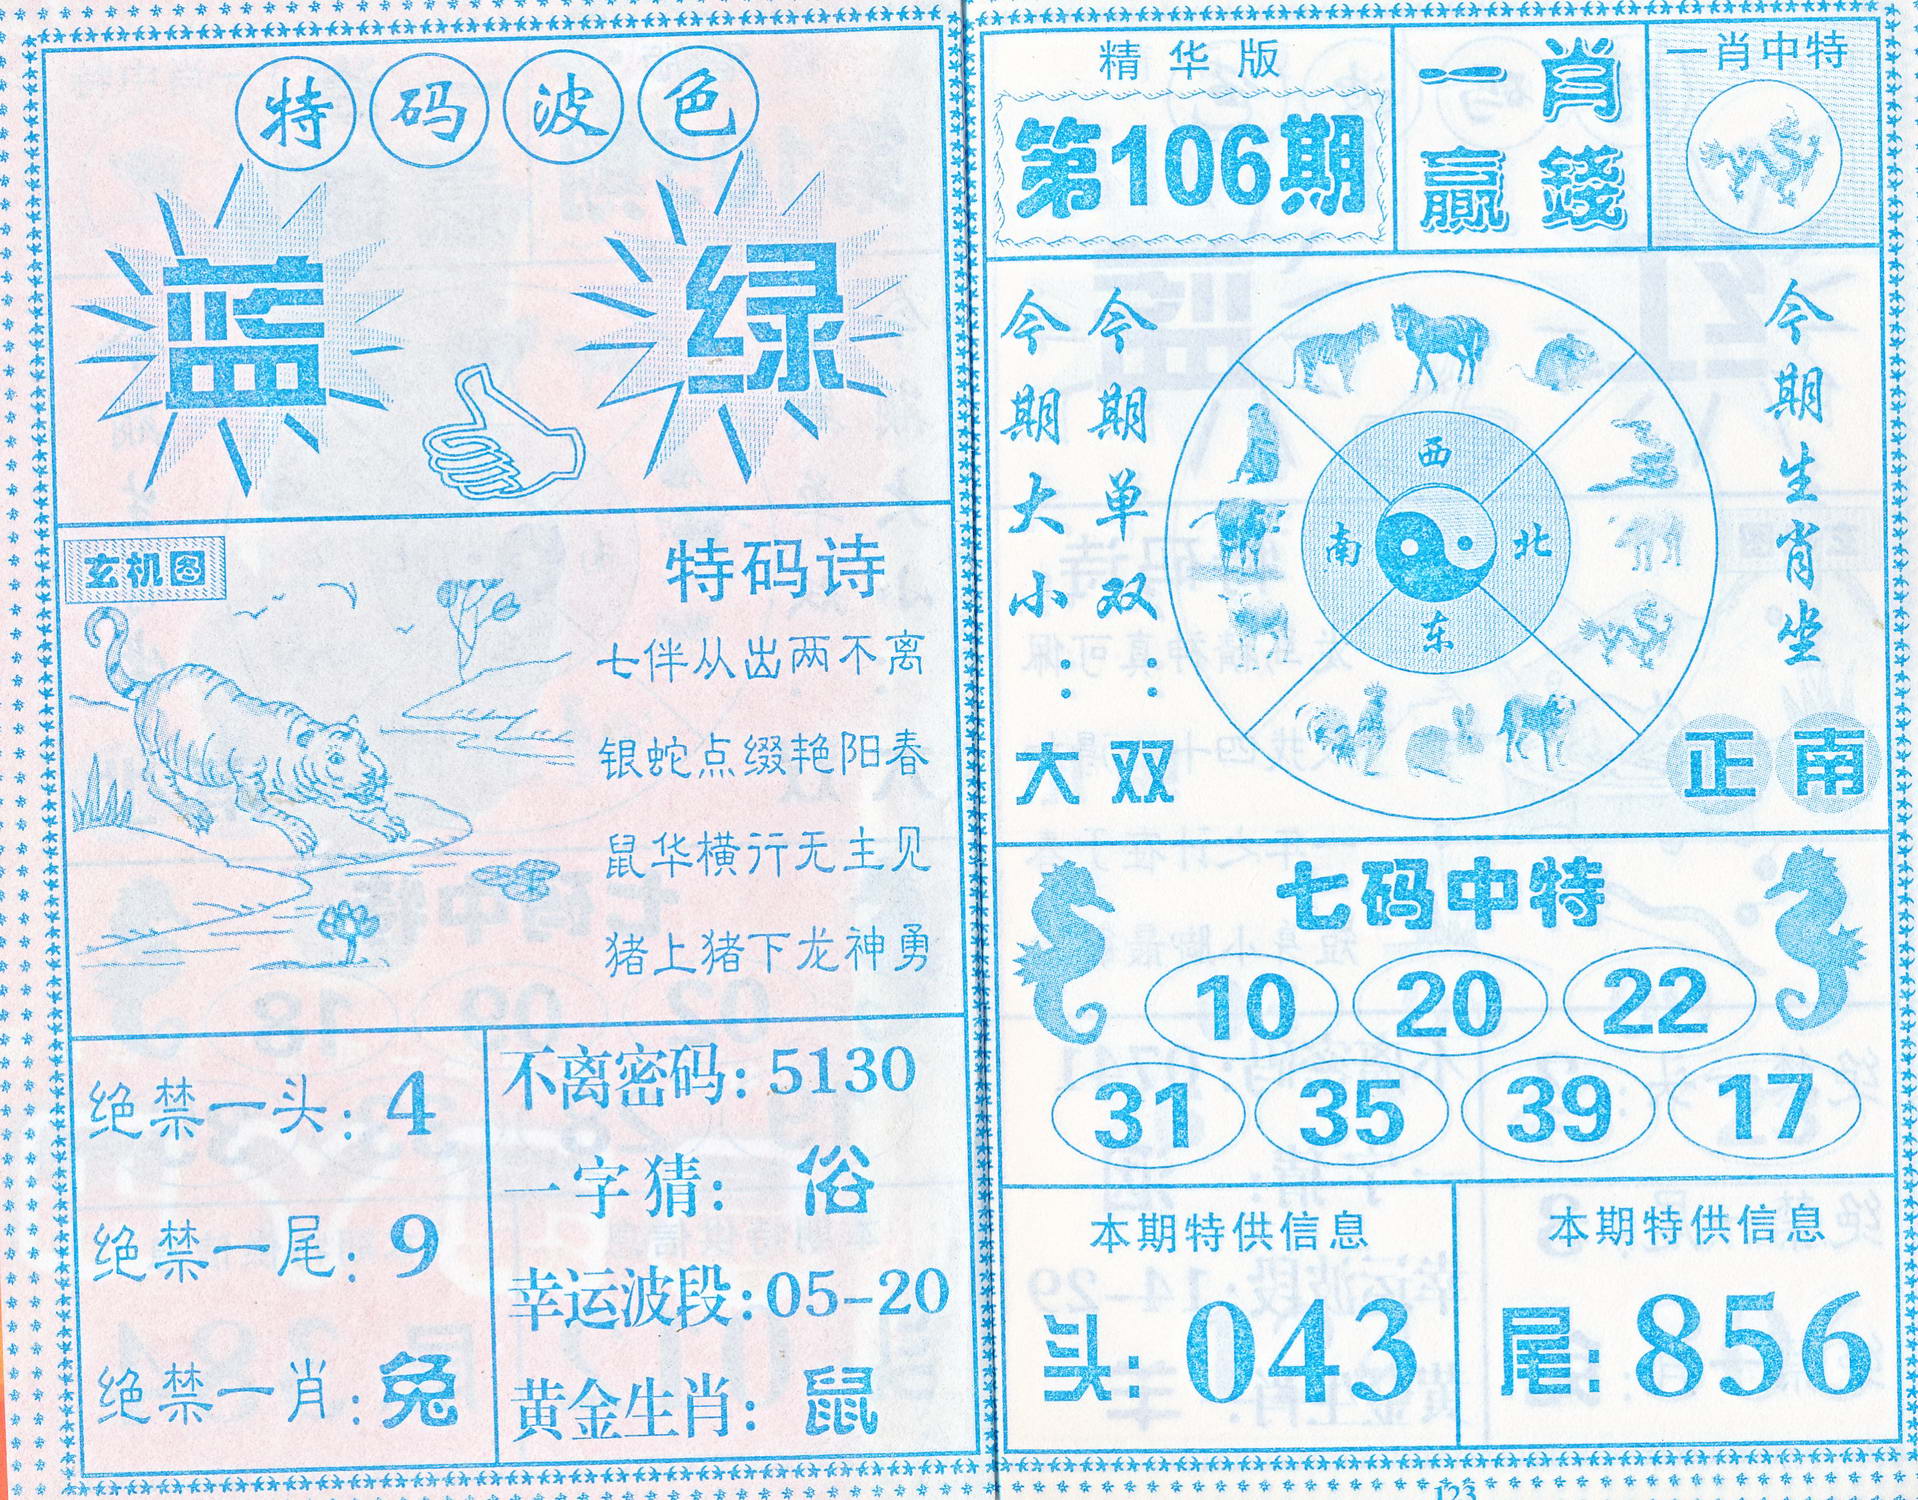 特码波色
蓝 绿
玄机图
特码诗
七伴从出两不离
银蛇点缀艳阳春
鼠华横行无主见
猪上猪下龙神勇
绝禁一头：4
绝禁一尾：9
绝禁一肖：兔
不离密码：5130
一字猜：俗
幸运波段：05-20
黄金生肖：鼠
精华版
第106期
一肖
赢錢
一肖中特
今期大小：大
今期单双：双
西
南 北
东
今期生肖坐
正南
七码中特
10 20 22
31 35 39 17
本期特供信息
头：043
本期特供信息
尾：856
123